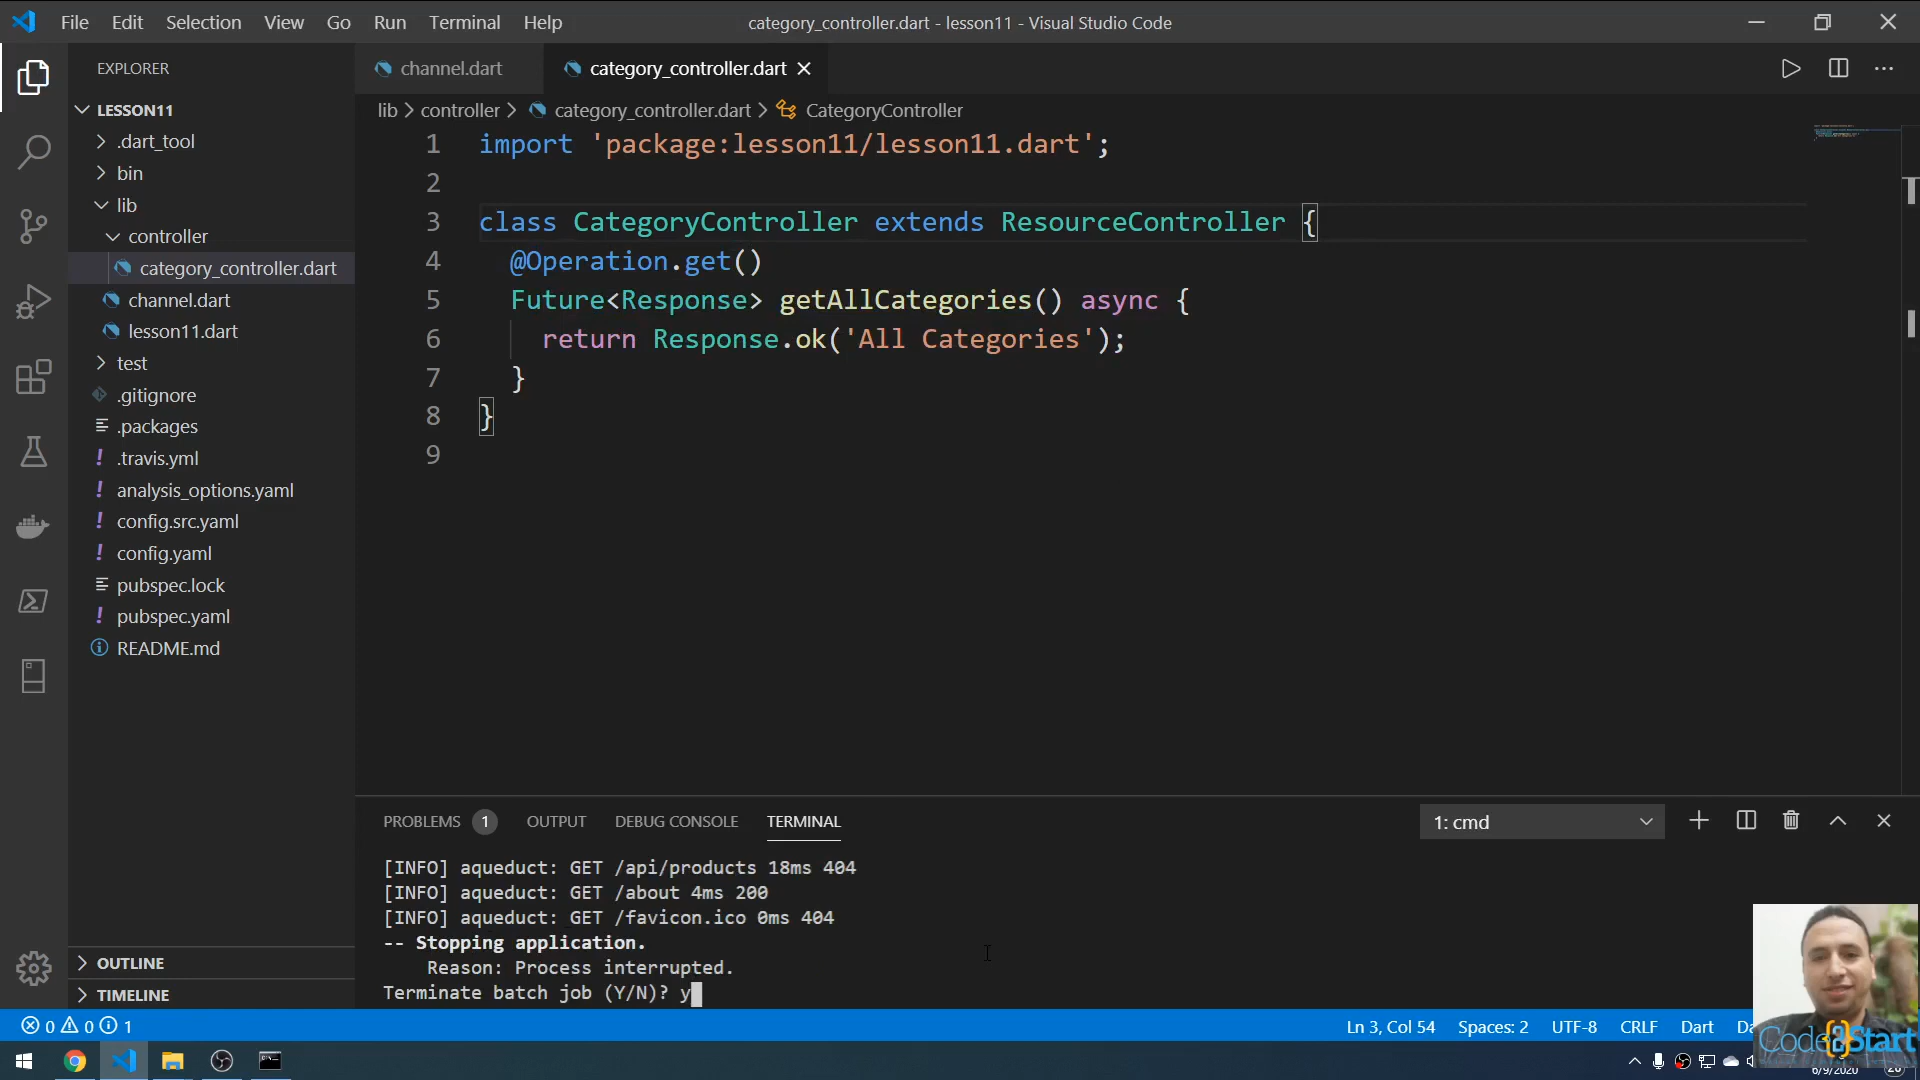 File Edit Selection View Go Run Terminal Help
category_controller.dart - lesson11 - Visual Studio Code
EXPLORER
LESSON11
.dart_tool
bin
lib
controller
category_controller.dart
channel.dart
lesson11.dart
test
.gitignore
.packages
.travis.yml
analysis_options.yaml
config.src.yaml
config.yaml
pubspec.lock
pubspec.yaml
README.md
OUTLINE
TIMELINE
channel.dart
category_controller.dart
lib > controller > category_controller.dart > CategoryController
1 import 'package:lesson11/lesson11.dart';
2
3 class CategoryController extends ResourceController {
4 @Operation.get()
5 Future<Response> getAllCategories() async {
6 return Response.ok('All Categories');
7 }
8 }
9
PROBLEMS 1 OUTPUT DEBUG CONSOLE TERMINAL
1: cmd
[INFO] aqueduct: GET /api/products 18ms 404
[INFO] aqueduct: GET /about 4ms 200
[INFO] aqueduct: GET /favicon.ico 0ms 404
-- Stopping application.
Reason: Process interrupted.
Terminate batch job (Y/N)? y
0 0 1
Ln 3, Col 54 Spaces: 2 UTF-8 CRLF Dart
Code{2}Start
6/9/2020